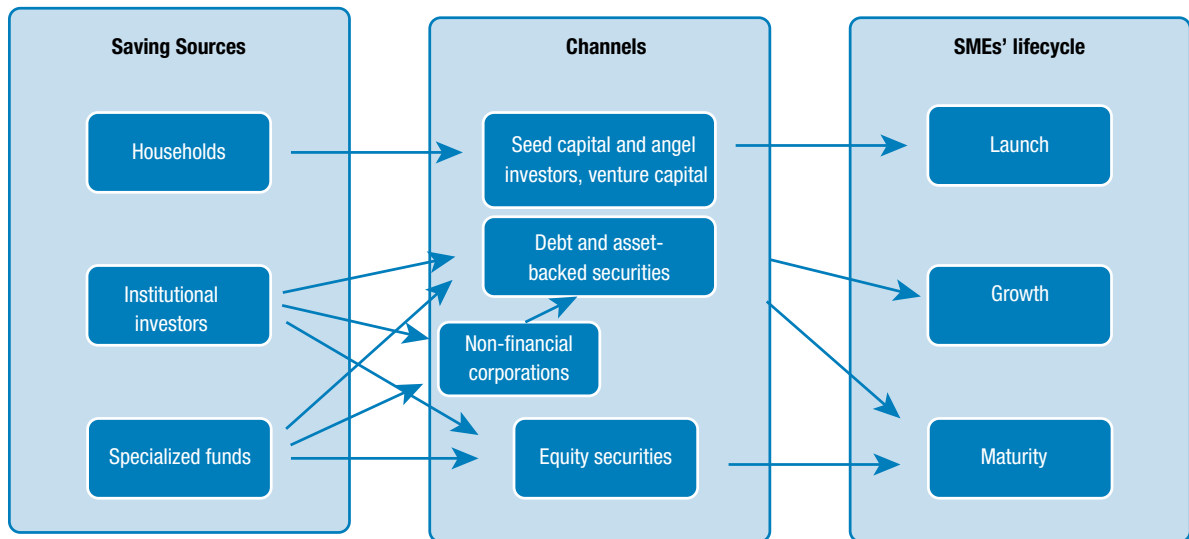 Saving Sources
Households
Institutional
investors
Specialized funds
Channels
Seed capital and angel
investors, venture capital
Debt and asset-
backed securities
Non-financial
corporations
Equity securities
SMEs' lifecycle
Launch
Growth
Maturity